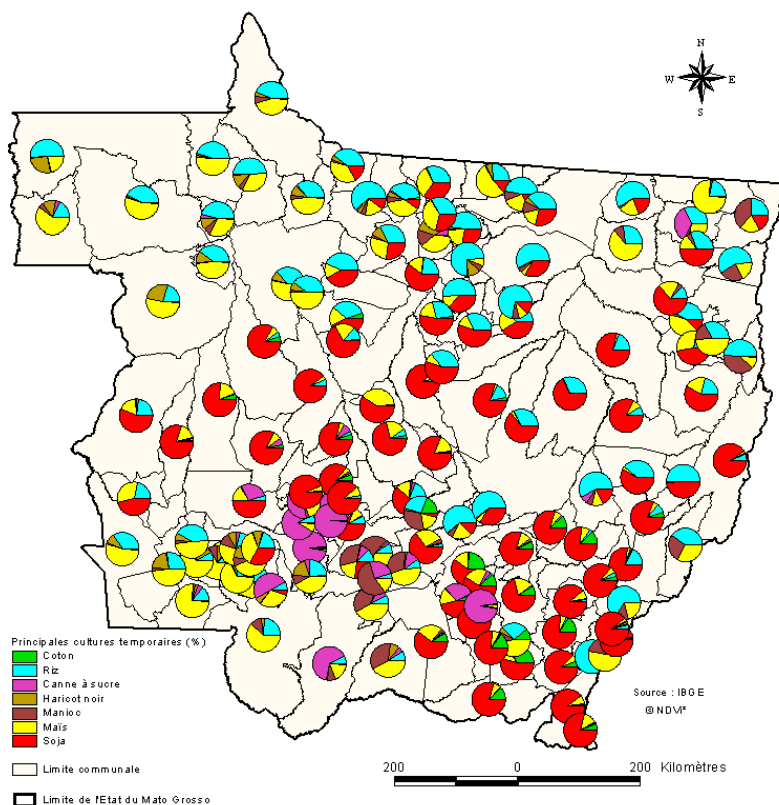 N
W E
S
Principales cultures temporaires (%)
Coton
Riz
Canne à sucre
Haricot noir
Manioc
Maïs
Soja
Limite communale
Limite de l'Etat du Mato Grosso
Source : IBGE
@NDVI*
200 0 200 Kilomètres